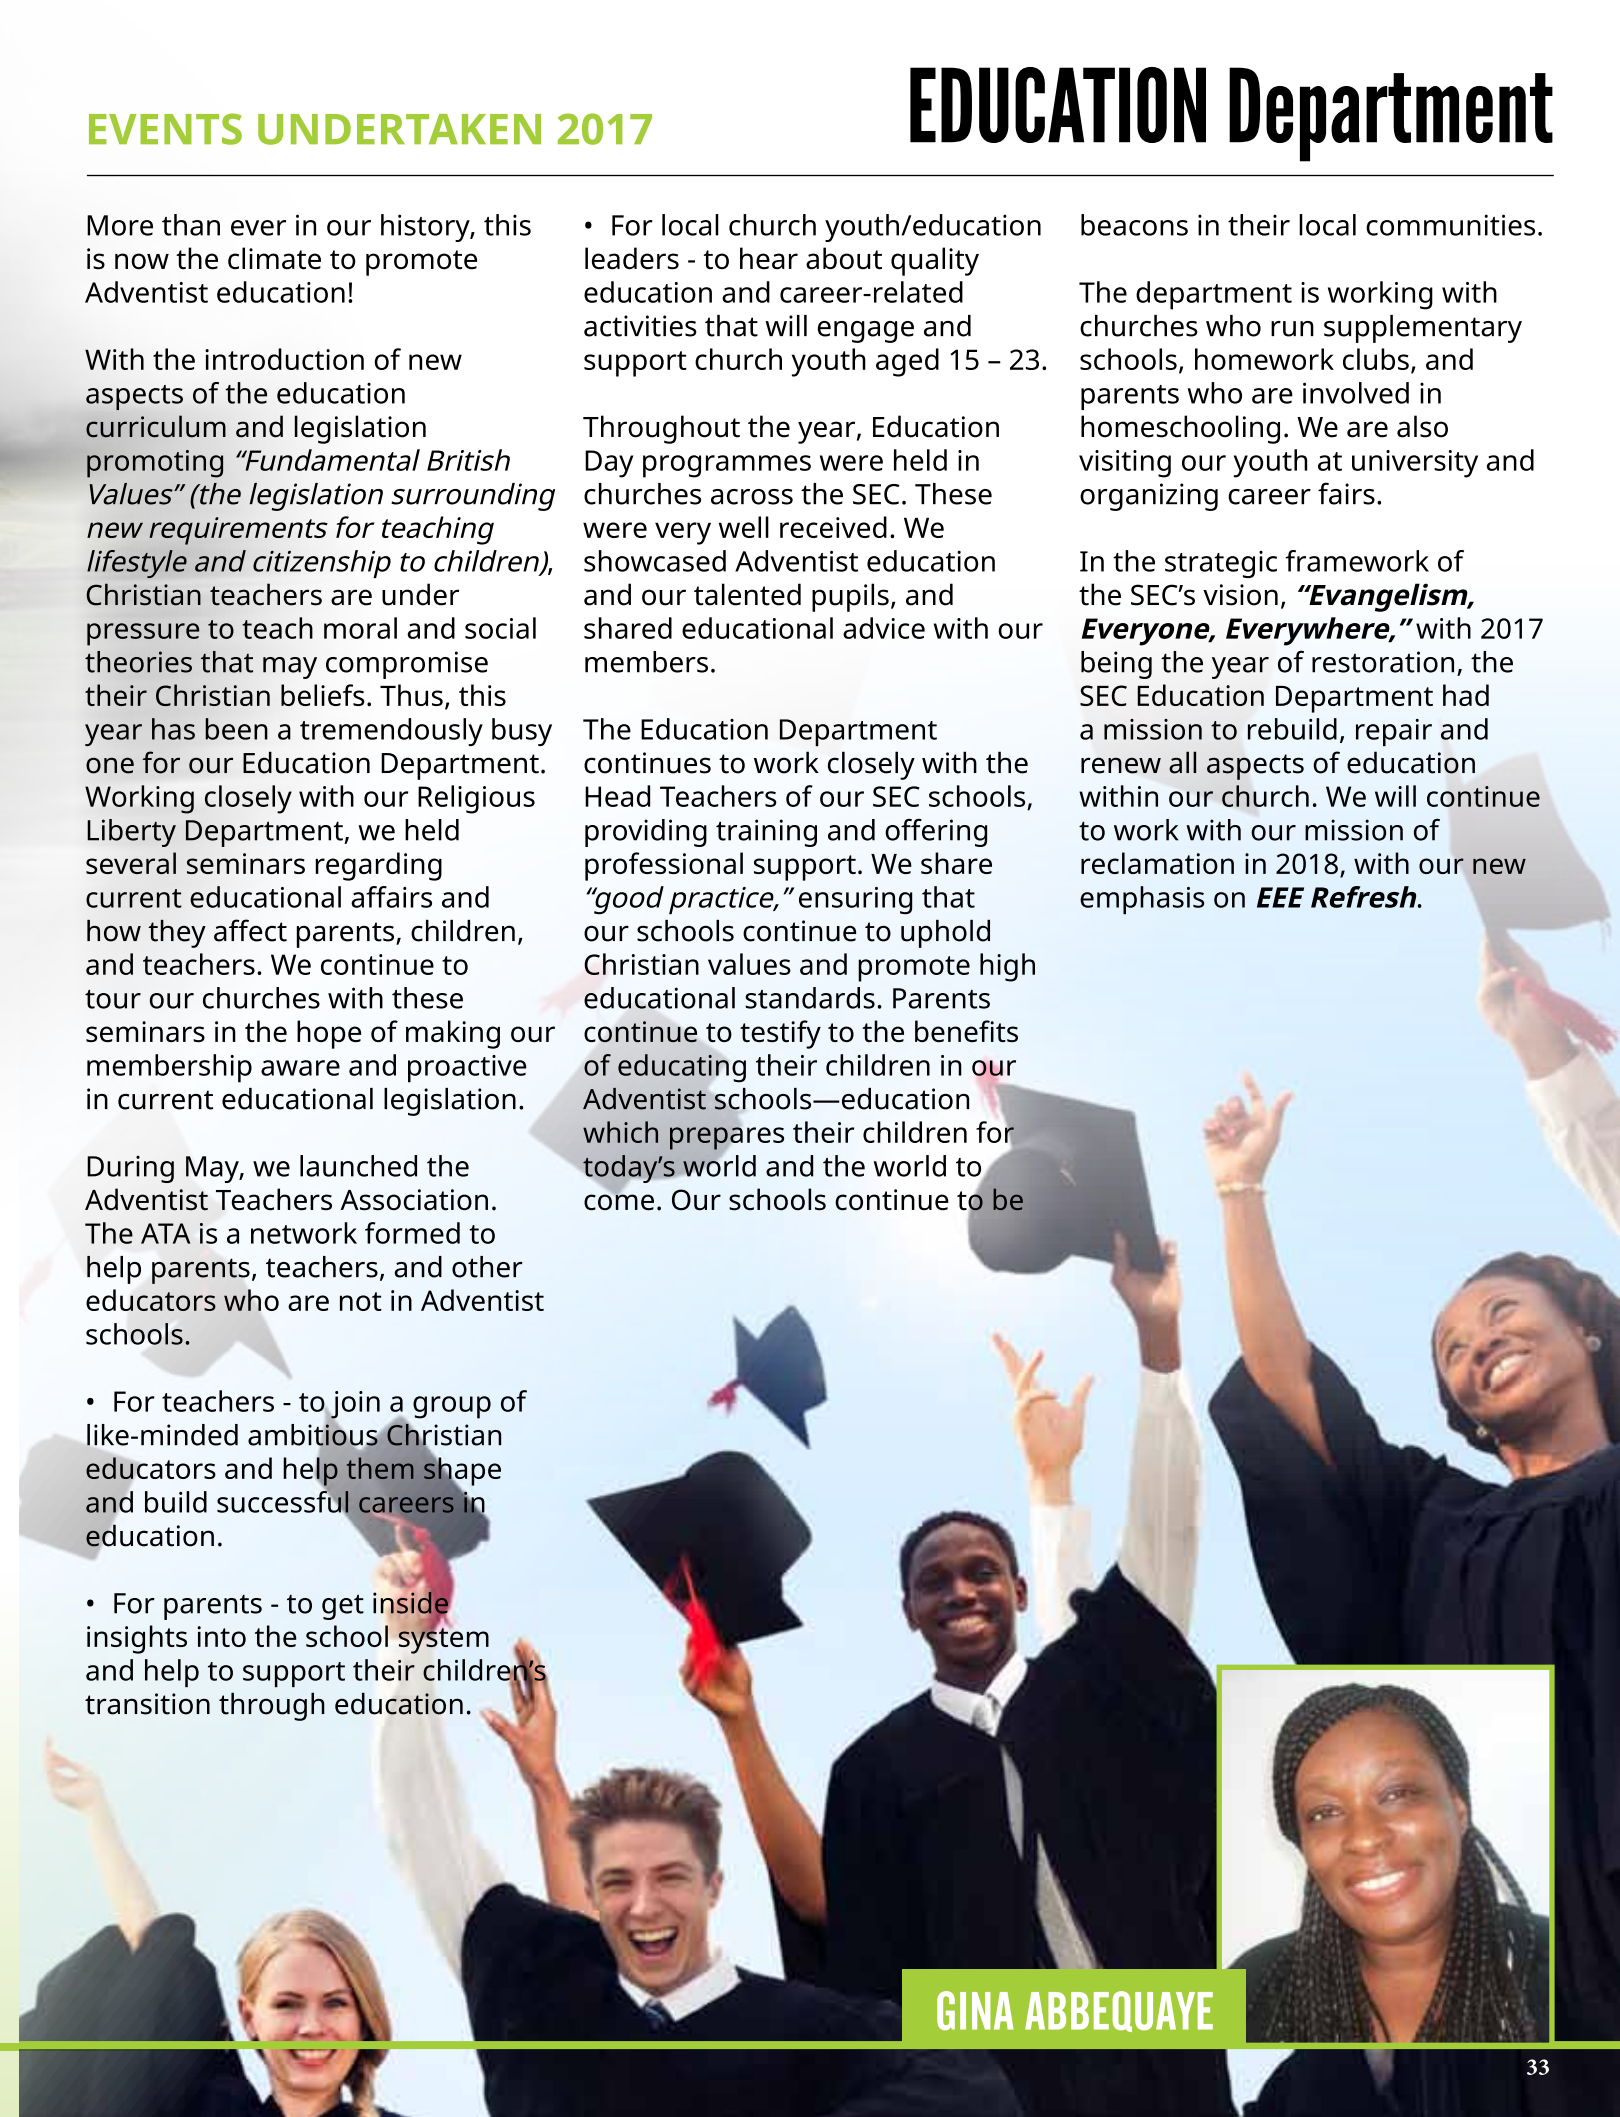 EVENTS UNDERTAKEN 2017
EDUCATION Department
More than ever in our history, this
is now the climate to promote
Adventist education!
With the introduction of new
aspects of the education
curriculum and legislation
promoting “Fundamental British
Values” (the legislation surrounding
new requirements for teaching
lifestyle and citizenship to children),
Christian teachers are under
pressure to teach moral and social
theories that may compromise
their Christian beliefs. Thus, this
year has been a tremendously busy
one for our Education Department.
Working closely with our Religious
Liberty Department, we held
several seminars regarding
current educational affairs and
how they affect parents, children,
and teachers. We continue to
tour our churches with these
seminars in the hope of making our
membership aware and proactive
in current educational legislation.
During May, we launched the
Adventist Teachers Association.
The ATA is a network formed to
help parents, teachers, and other
educators who are not in Adventist
schools.
• For teachers - to join a group of
like-minded ambitious Christian
educators and help them shape
and build successful careers in
education.
• For parents - to get inside
insights into the school system
and help to support their children’s
transition through education.
• For local church youth/education
leaders - to hear about quality
education and career-related
activities that will engage and
support church youth aged 15 – 23.
Throughout the year, Education
Day programmes were held in
churches across the SEC. These
were very well received. We
showcased Adventist education
and our talented pupils, and
shared educational advice with our
members.
The Education Department
continues to work closely with the
Head Teachers of our SEC schools,
providing training and offering
professional support. We share
“good practice,” ensuring that
our schools continue to uphold
Christian values and promote high
educational standards. Parents
continue to testify to the benefits
of educating their children in our
Adventist schools—education
which prepares their children for
today’s world and the world to
come. Our schools continue to be
beacons in their local communities.
The department is working with
churches who run supplementary
schools, homework clubs, and
parents who are involved in
homeschooling. We are also
visiting our youth at university and
organizing career fairs.
In the strategic framework of
the SEC’s vision, “Evangelism,
Everyone, Everywhere,” with 2017
being the year of restoration, the
SEC Education Department had
a mission to rebuild, repair and
renew all aspects of education
within our church. We will continue
to work with our mission of
reclamation in 2018, with our new
emphasis on EEE Refresh.
GINA ABBEQUAYE
33